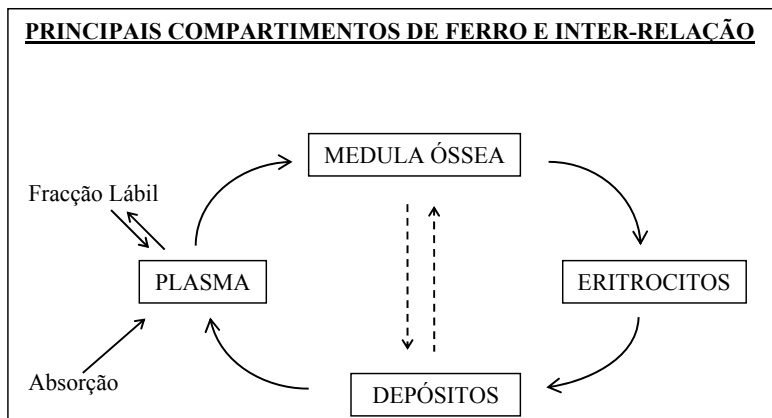 PRINCIPAIS COMPARTIMENTOS DE FERRO E INTER-RELAÇÃO
MEDULA ÓSSEA
Fracção Lábil
PLASMA
ERITROCITOS
Absorção
DEPÓSITOS